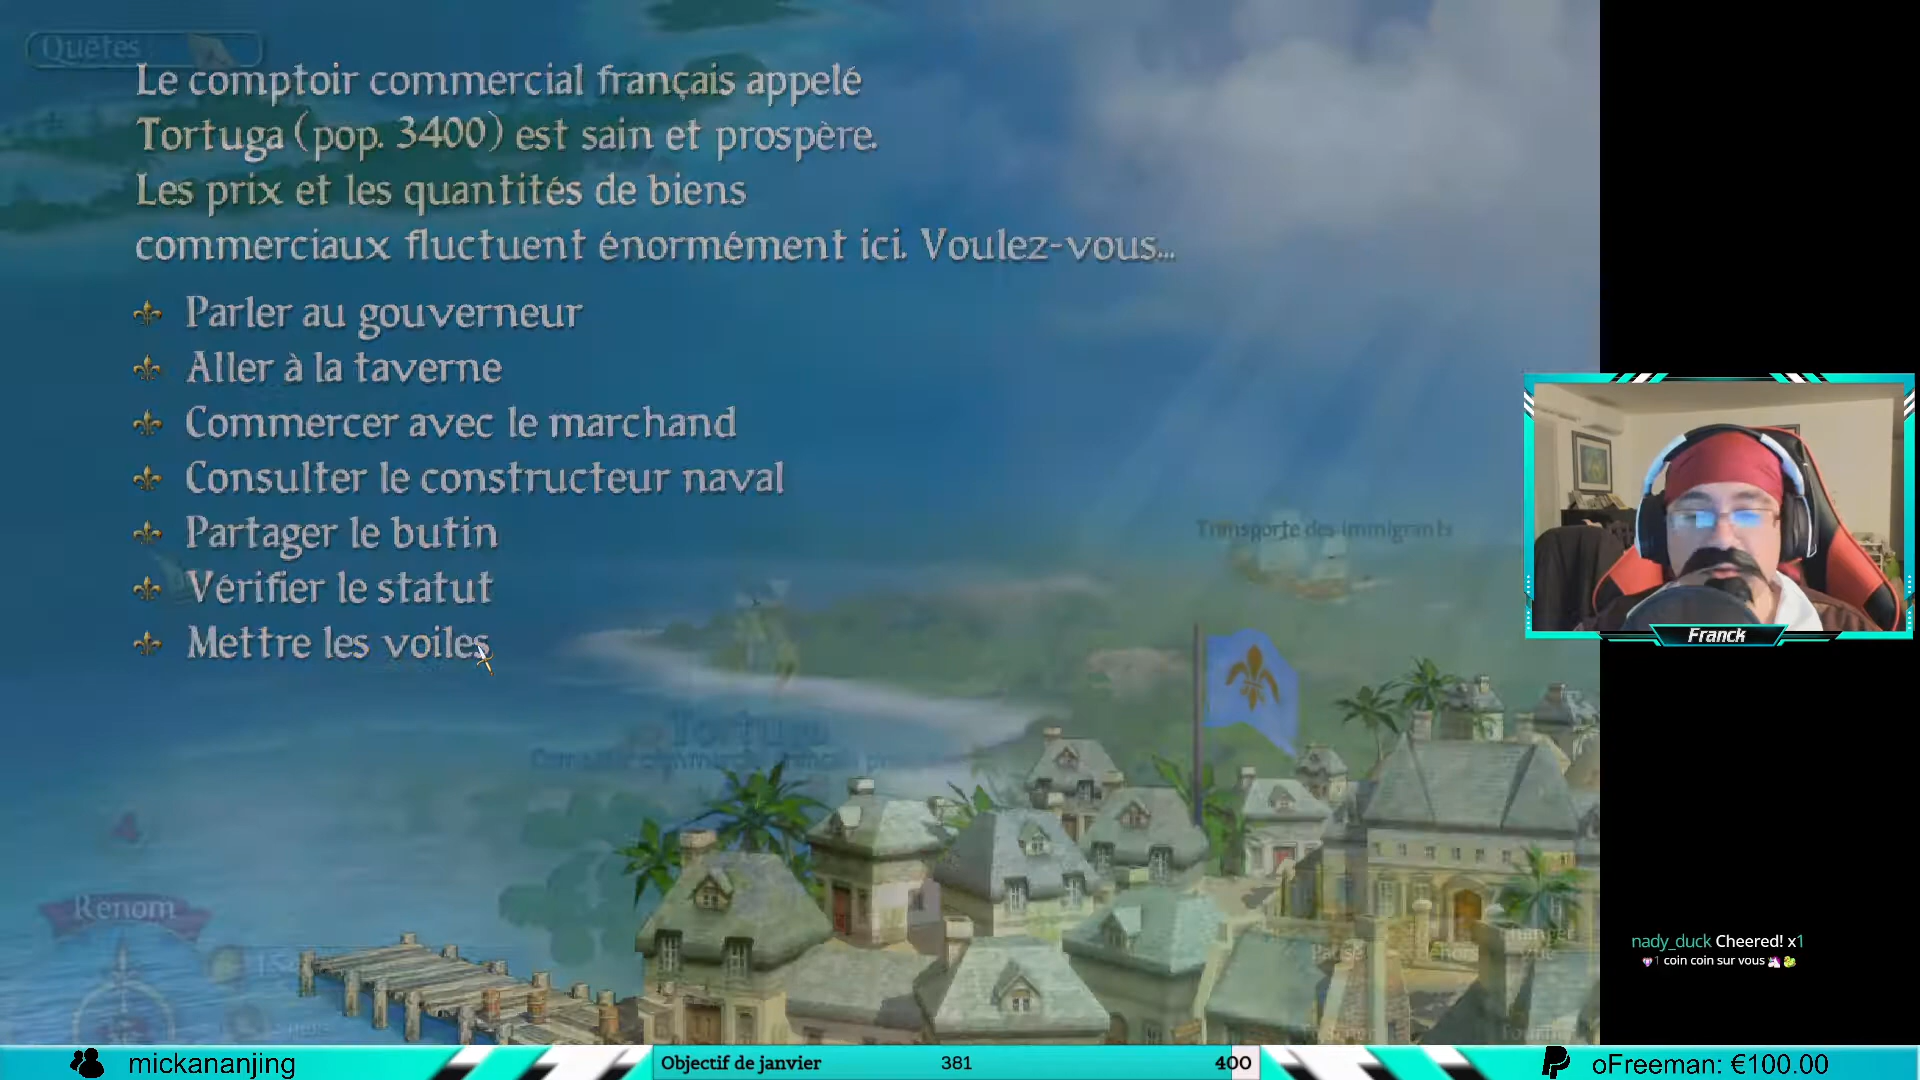 Quêtes
Le comptoir commercial français appelé
Tortuga (pop. 3400) est sain et prospère.
Les prix et les quantités de biens
commerciaux fluctuent énormément ici. Voulez-vous...
Parler au gouverneur
Aller à la taverne
Commercer avec le marchand
Consulter le constructeur naval
Partager le butin
Vérifier le statut
Mettre les voiles
Transporte des immigrants
Tortuga
Renom
Pause
Franck
nady_duck Cheered! x1
1 coin coin sur vous
mickananjing
Objectif de janvier 381 400
oFreeman: €100.00